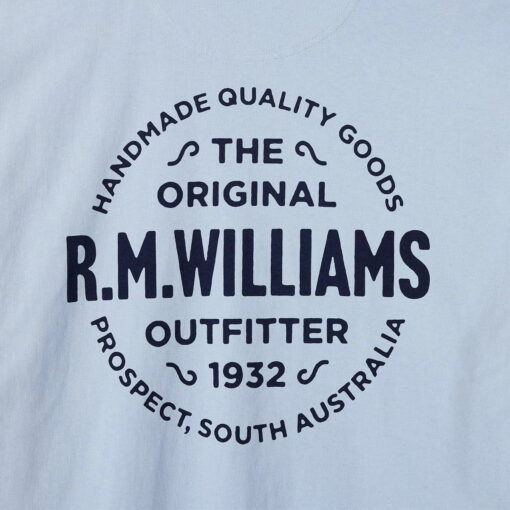 HANDMADE QUALITY GOODS
THE
ORIGINAL
R.M.WILLIAMS
OUTFITTER
1932
PROSPECT, SOUTH AUSTRALIA